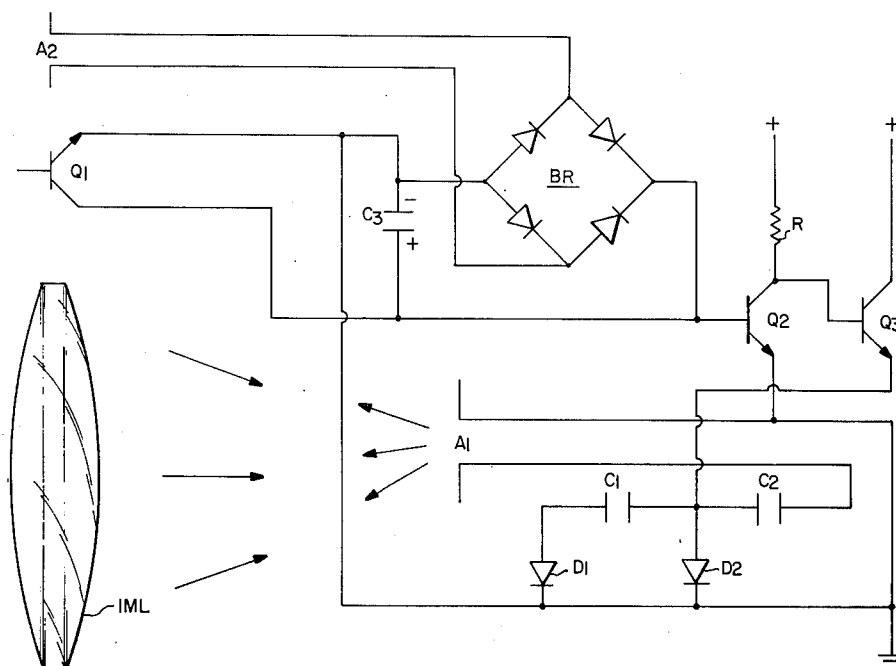 A2
Q1
BR
C3
-
+
+
+
R
Q2
Q3
A1
C1
C2
D1
D2
IML